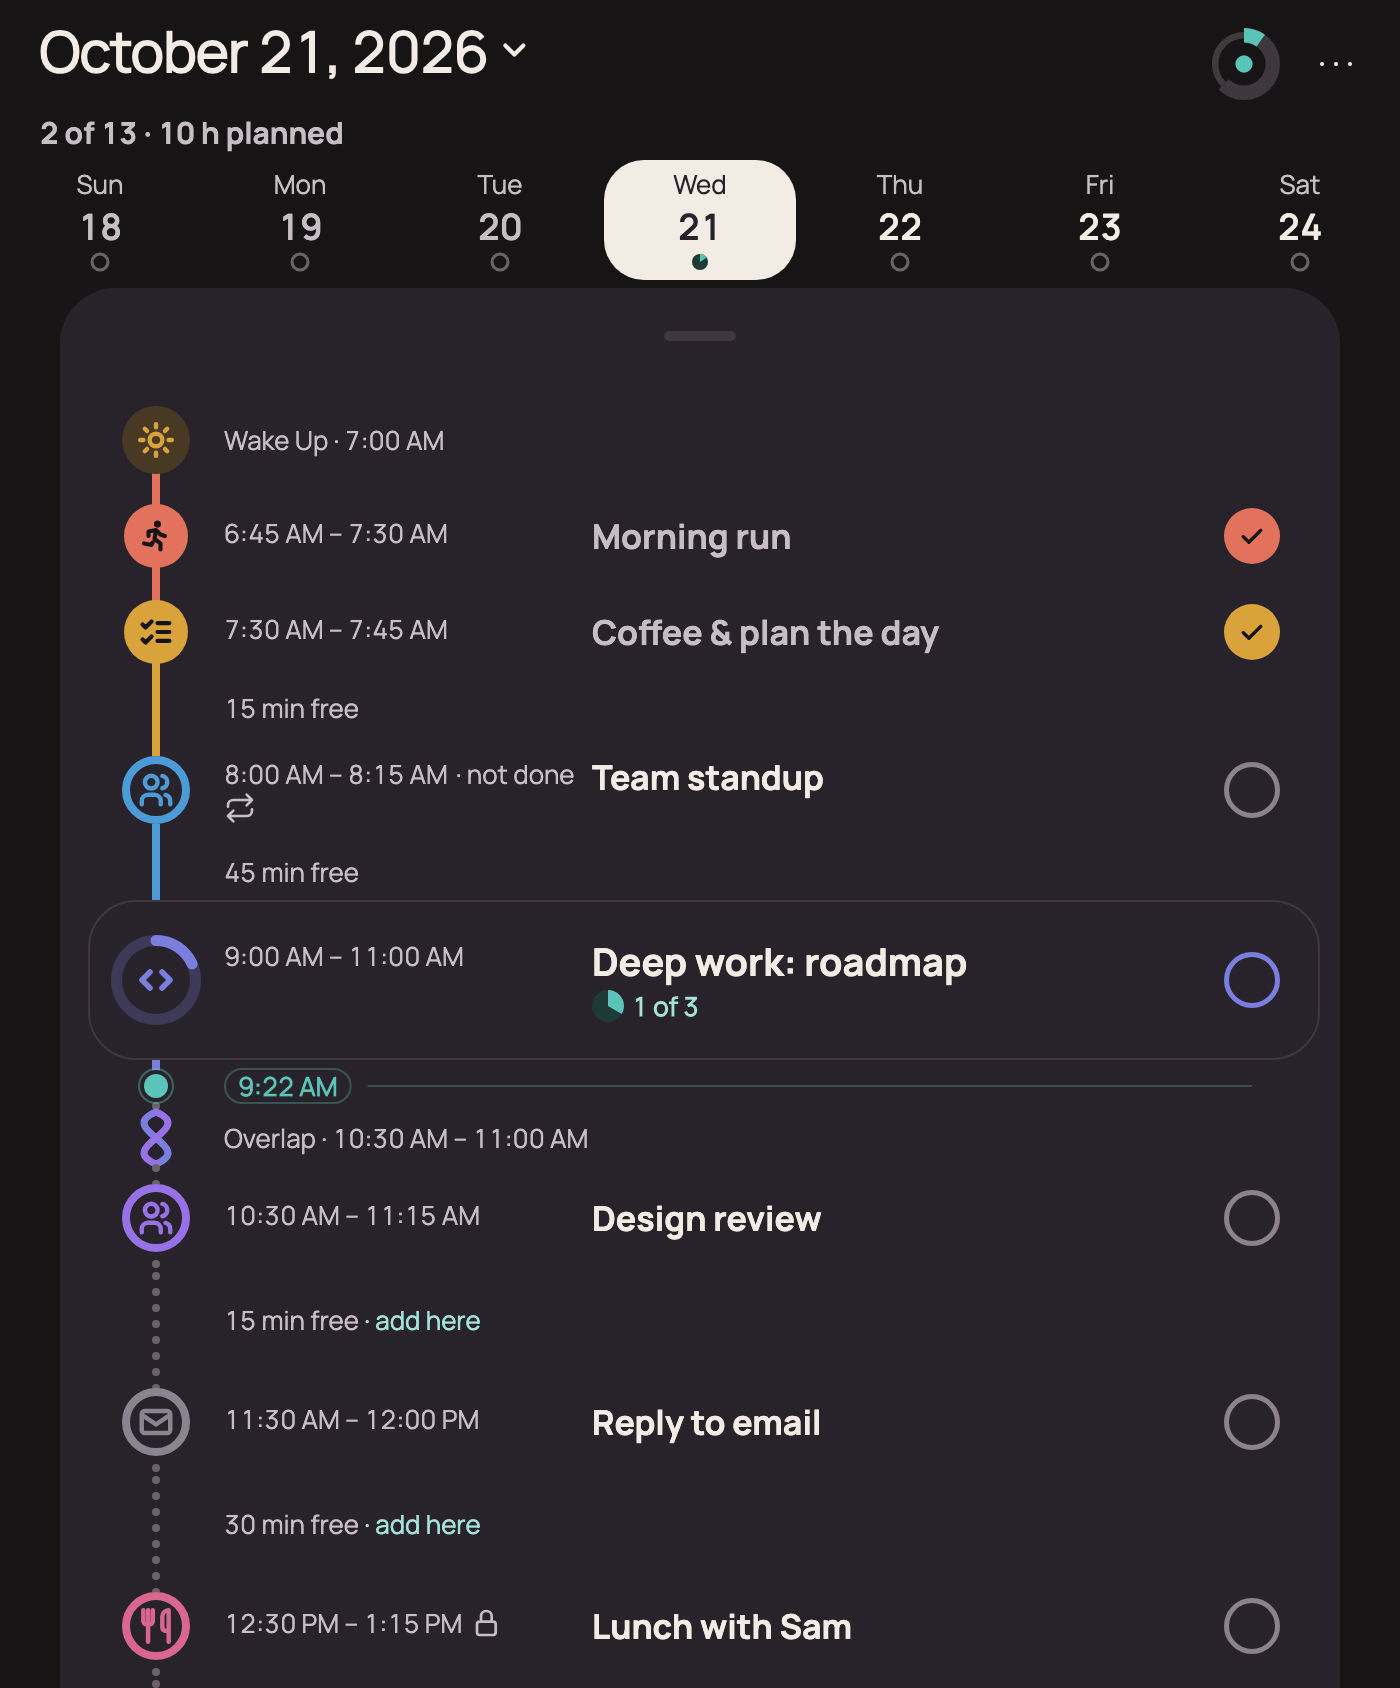 October 21, 2026
2 of 13 · 10 h planned
Sun Mon Tue Wed Thu Fri Sat
18 19 20 21 22 23 24
Wake Up · 7:00 AM
6:45 AM – 7:30 AM Morning run
7:30 AM – 7:45 AM Coffee & plan the day
15 min free
8:00 AM – 8:15 AM · not done Team standup
45 min free
9:00 AM – 11:00 AM Deep work: roadmap
1 of 3
9:22 AM
Overlap · 10:30 AM – 11:00 AM
10:30 AM – 11:15 AM Design review
15 min free · add here
11:30 AM – 12:00 PM Reply to email
30 min free · add here
12:30 PM – 1:15 PM Lunch with Sam